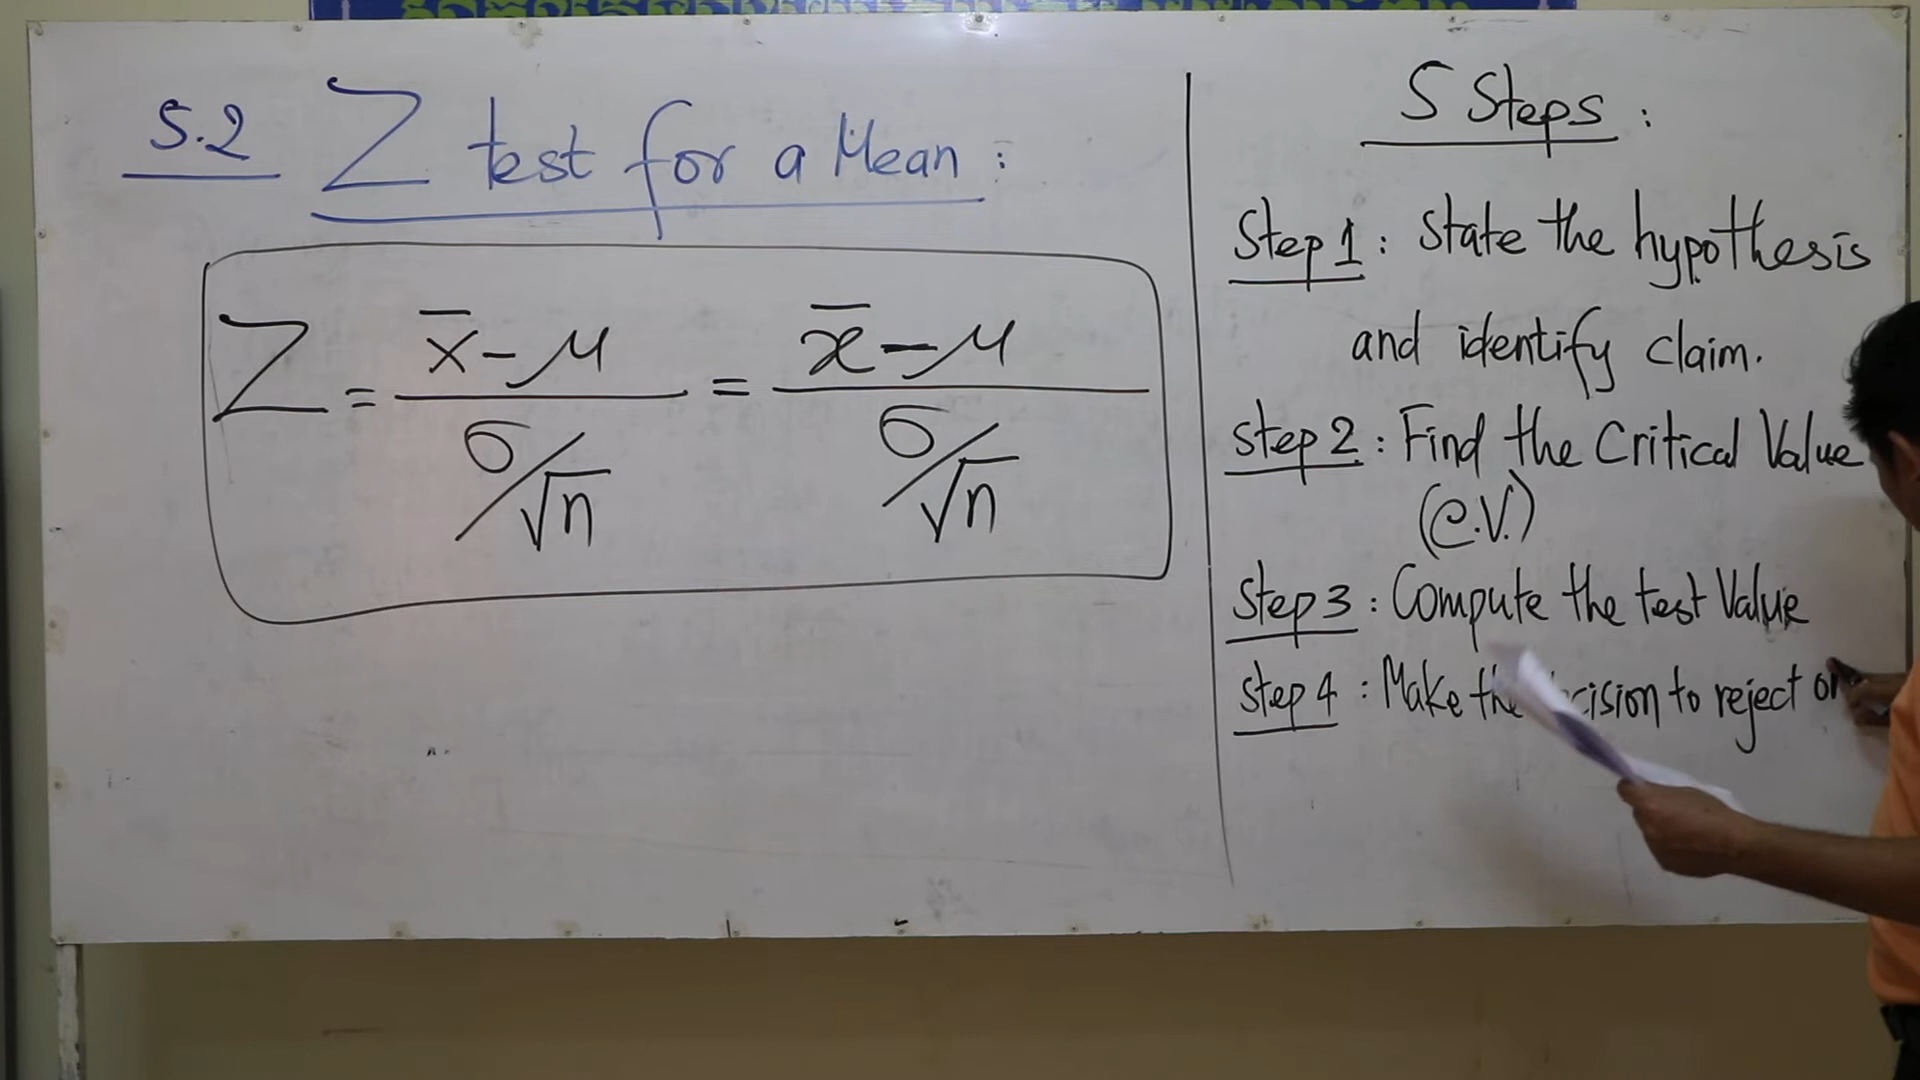 5.2 Z test for a Mean :
Z = x̄ - μ / σ/√n = x̄ - μ / σ/√n
5 Steps :
Step 1 : State the hypothesis
and identify claim.
Step 2 : Find the Critical Value
(C.V.)
Step 3 : Compute the test Value
Step 4 : Make the to reject or